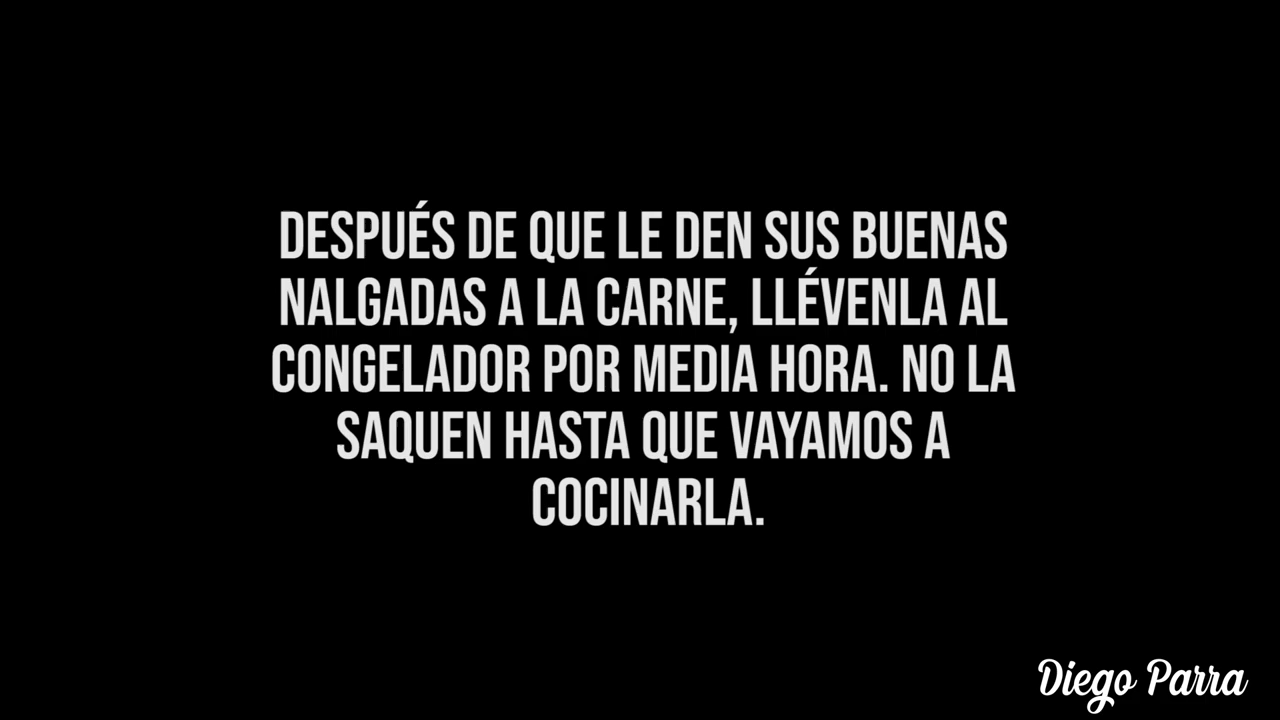 DESPUÉS DE QUE LE DEN SUS BUENAS
NALGADAS A LA CARNE, LLÉVENLA AL
CONGELADOR POR MEDIA HORA. NO LA
SAQUEN HASTA QUE VAYAMOS A
COCINARLA.
Diego Parra